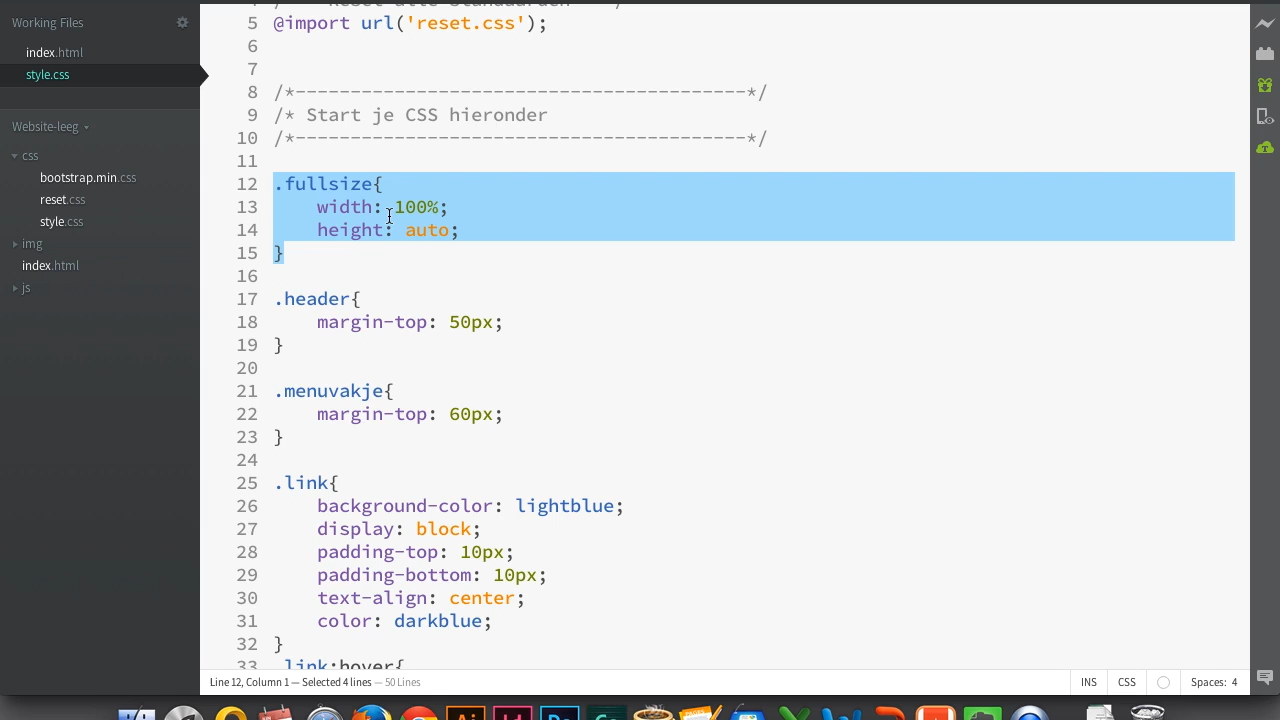 Working Files
index.html
style.css
Website-leeg
css
bootstrap.min.css
reset.css
style.css
img
index.html
js
5 @import url('reset.css');
6
7
8 /*-----------------------------------------*/
9 /* Start je CSS hieronder
10 /*-----------------------------------------*/
11
12 .fullsize{
13 width: 100%;
14 height: auto;
15 }
16
17 .header{
18 margin-top: 50px;
19 }
20
21 .menuvakje{
22 margin-top: 60px;
23 }
24
25 .link{
26 background-color: lightblue;
27 display: block;
28 padding-top: 10px;
29 padding-bottom: 10px;
30 text-align: center;
31 color: darkblue;
32 }
33 .link:hover{
Line 12, Column 1 — Selected 4 lines — 50 Lines
INS CSS Spaces: 4